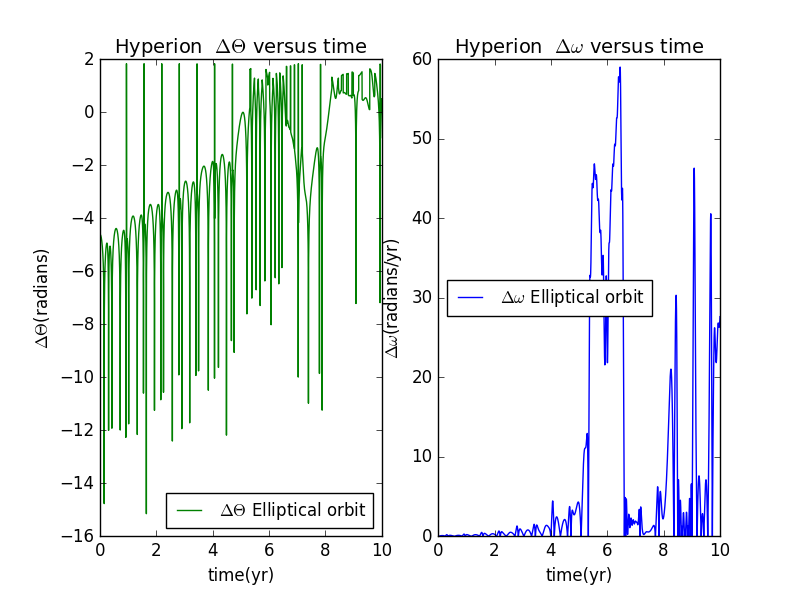 Hyperion ΔΘ versus time
2
0
−2
−4
−6
−8
−10
−12
−14
−16
ΔΘ(radians)
ΔΘ Elliptical orbit
0 2 4 6 8 10
time(yr)
Hyperion Δω versus time
60
50
40
30
20
10
0
Δω(radians/yr)
Δω Elliptical orbit
0 2 4 6 8 10
time(yr)